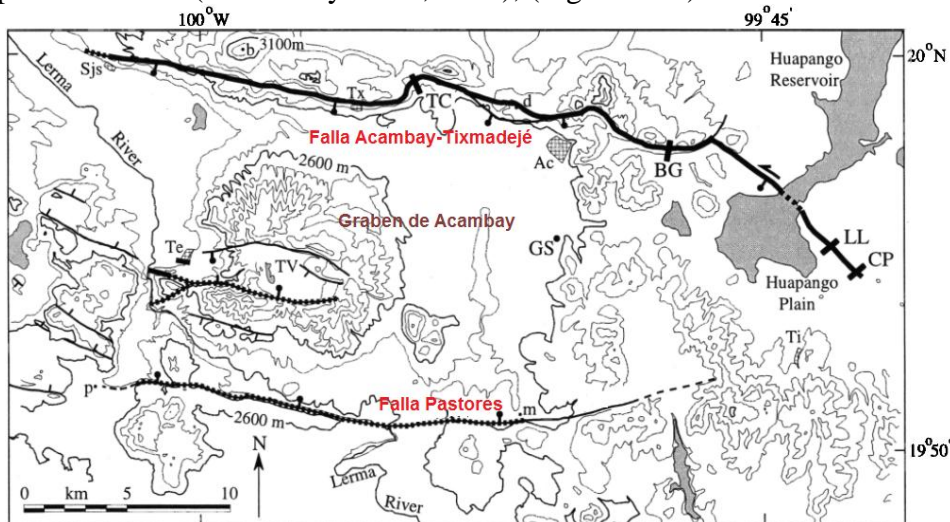 100°W
99°45'
3100m
b
Sjs
Lerma
River
Tx
TC
d
Huapango
Reservoir
20°N
Falla Acambay-Tixmadejé
2600 m
Ac
BG
Graben de Acambay
Te
TV
GS
LL
CP
Huapango
Plain
Ti
p
Falla Pastores
m
2600 m
N
19°50'
Lerma
River
0 km 5 10